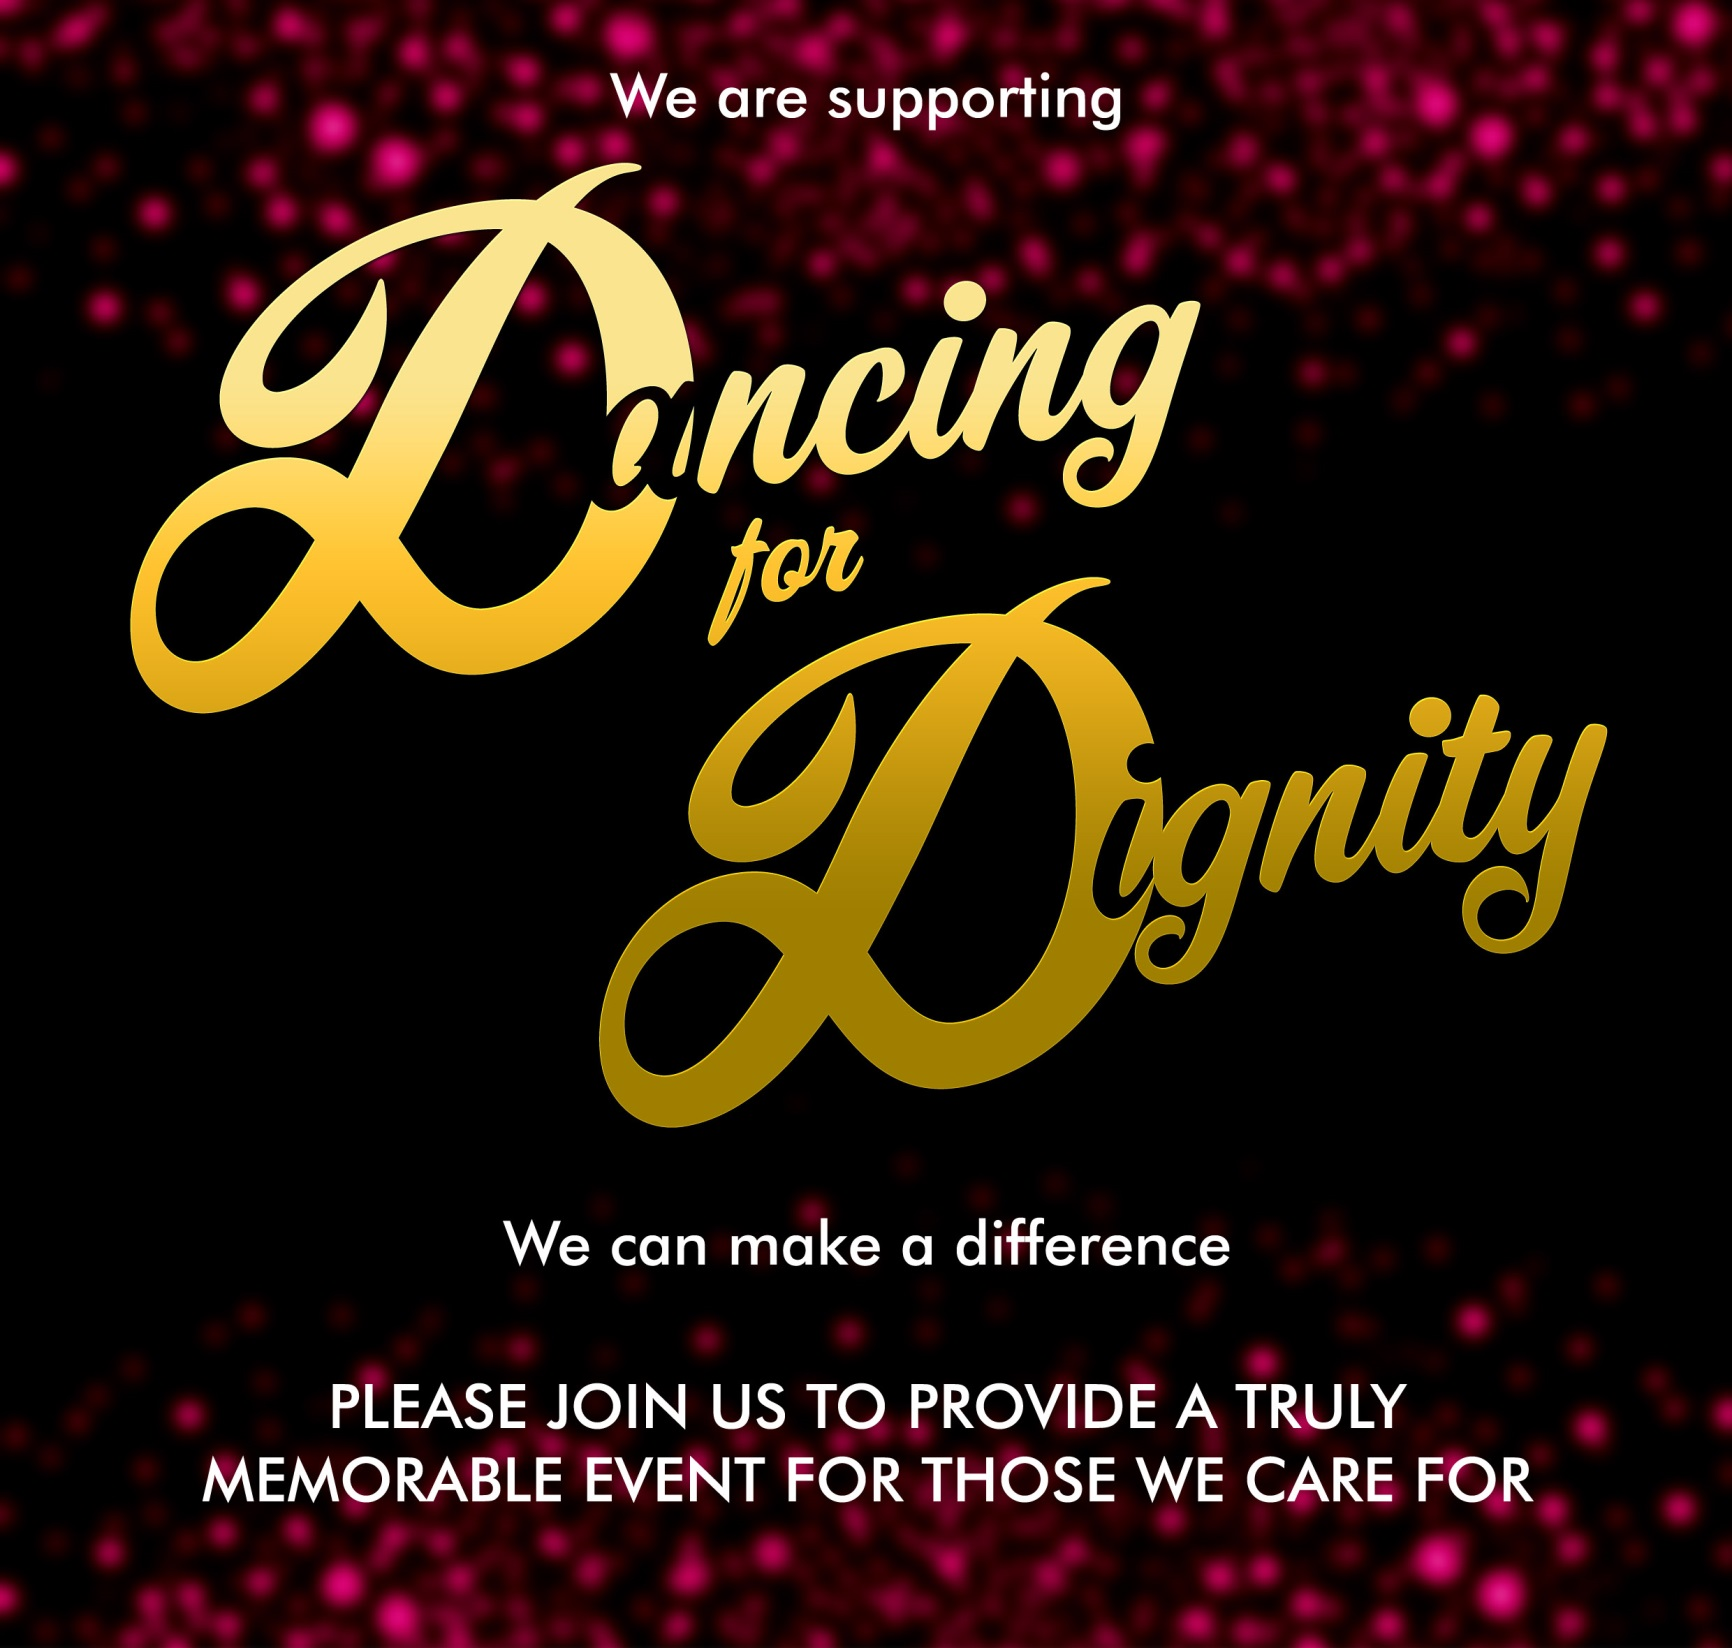 We are supporting
Dancing
for
Dignity
We can make a difference
PLEASE JOIN US TO PROVIDE A TRULY
MEMORABLE EVENT FOR THOSE WE CARE FOR